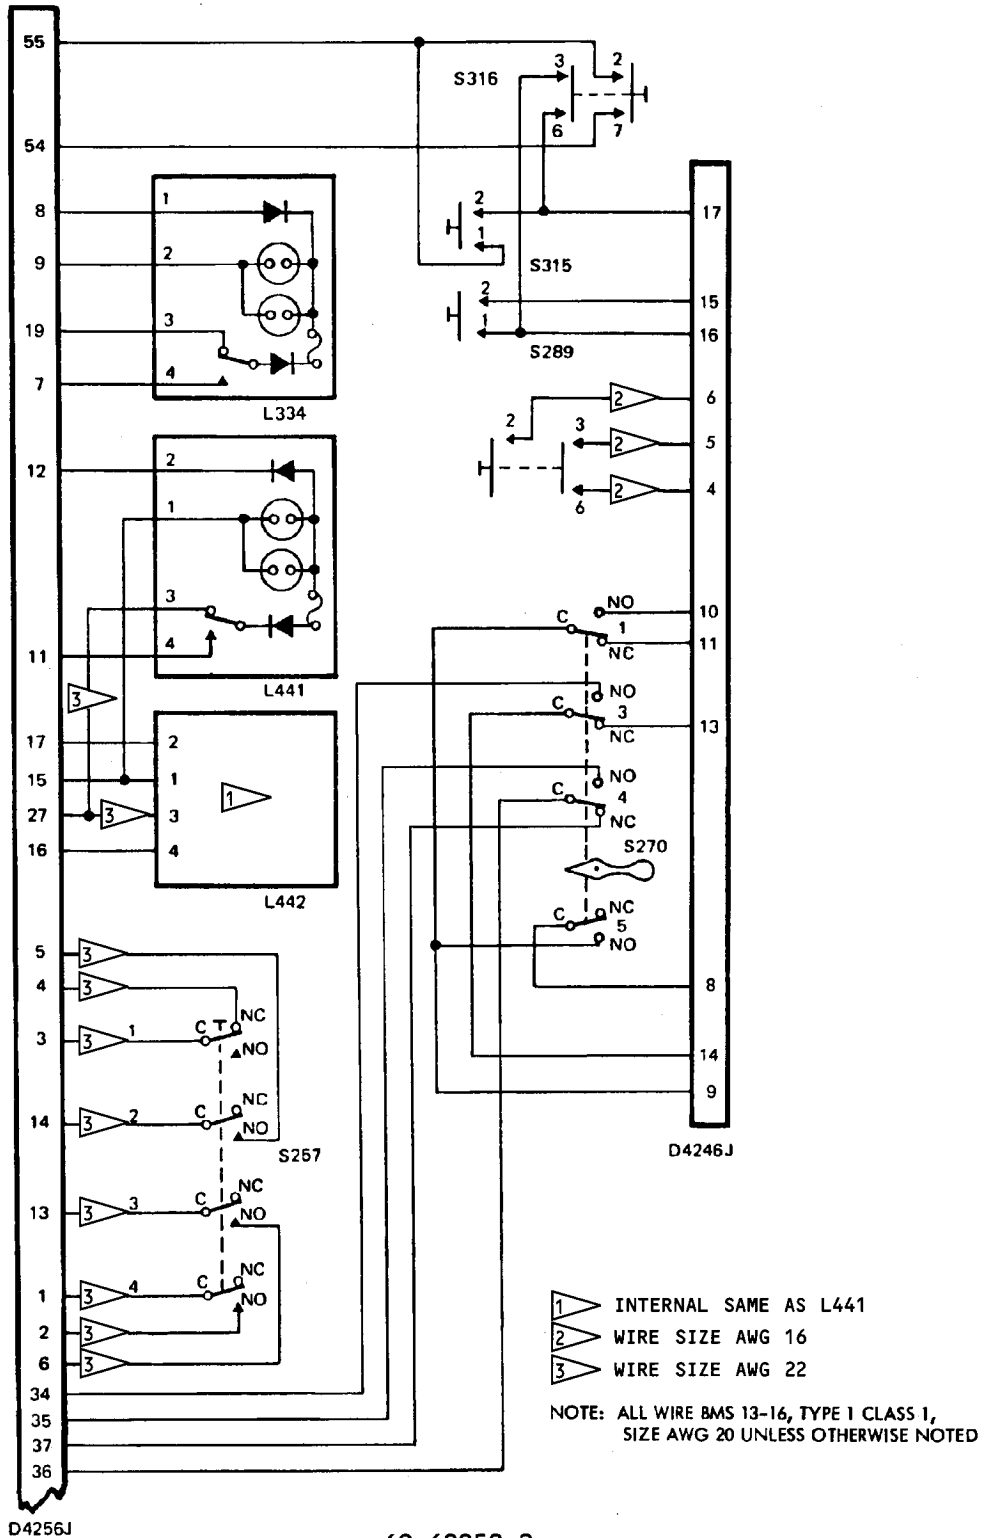 55
3
2
S316
6
7
54
8
1
9
2
19
3
7
4
L334
2
17
1
S315
2
15
1
16
S289
2
6
2
3
2
5
2
4
6
12
2
1
3
4
11
L441
3
NO
10
C
1
11
NC
NO
C
3
13
NC
NO
C
4
NC
S270
C
NC
5
NO
8
14
9
D4246J
17
2
15
1
1
27
3
3
16
4
L442
5
3
4
3
3
3
1
C
NC
NO
14
3
2
C
NC
NO
S257
13
3
3
C
NC
NO
1
3
4
C
NC
NO
2
3
6
3
34
35
37
36
D4256J
1 INTERNAL SAME AS L441
2 WIRE SIZE AWG 16
3 WIRE SIZE AWG 22
NOTE: ALL WIRE BMS 13-16, TYPE 1 CLASS 1,
SIZE AWG 20 UNLESS OTHERWISE NOTED